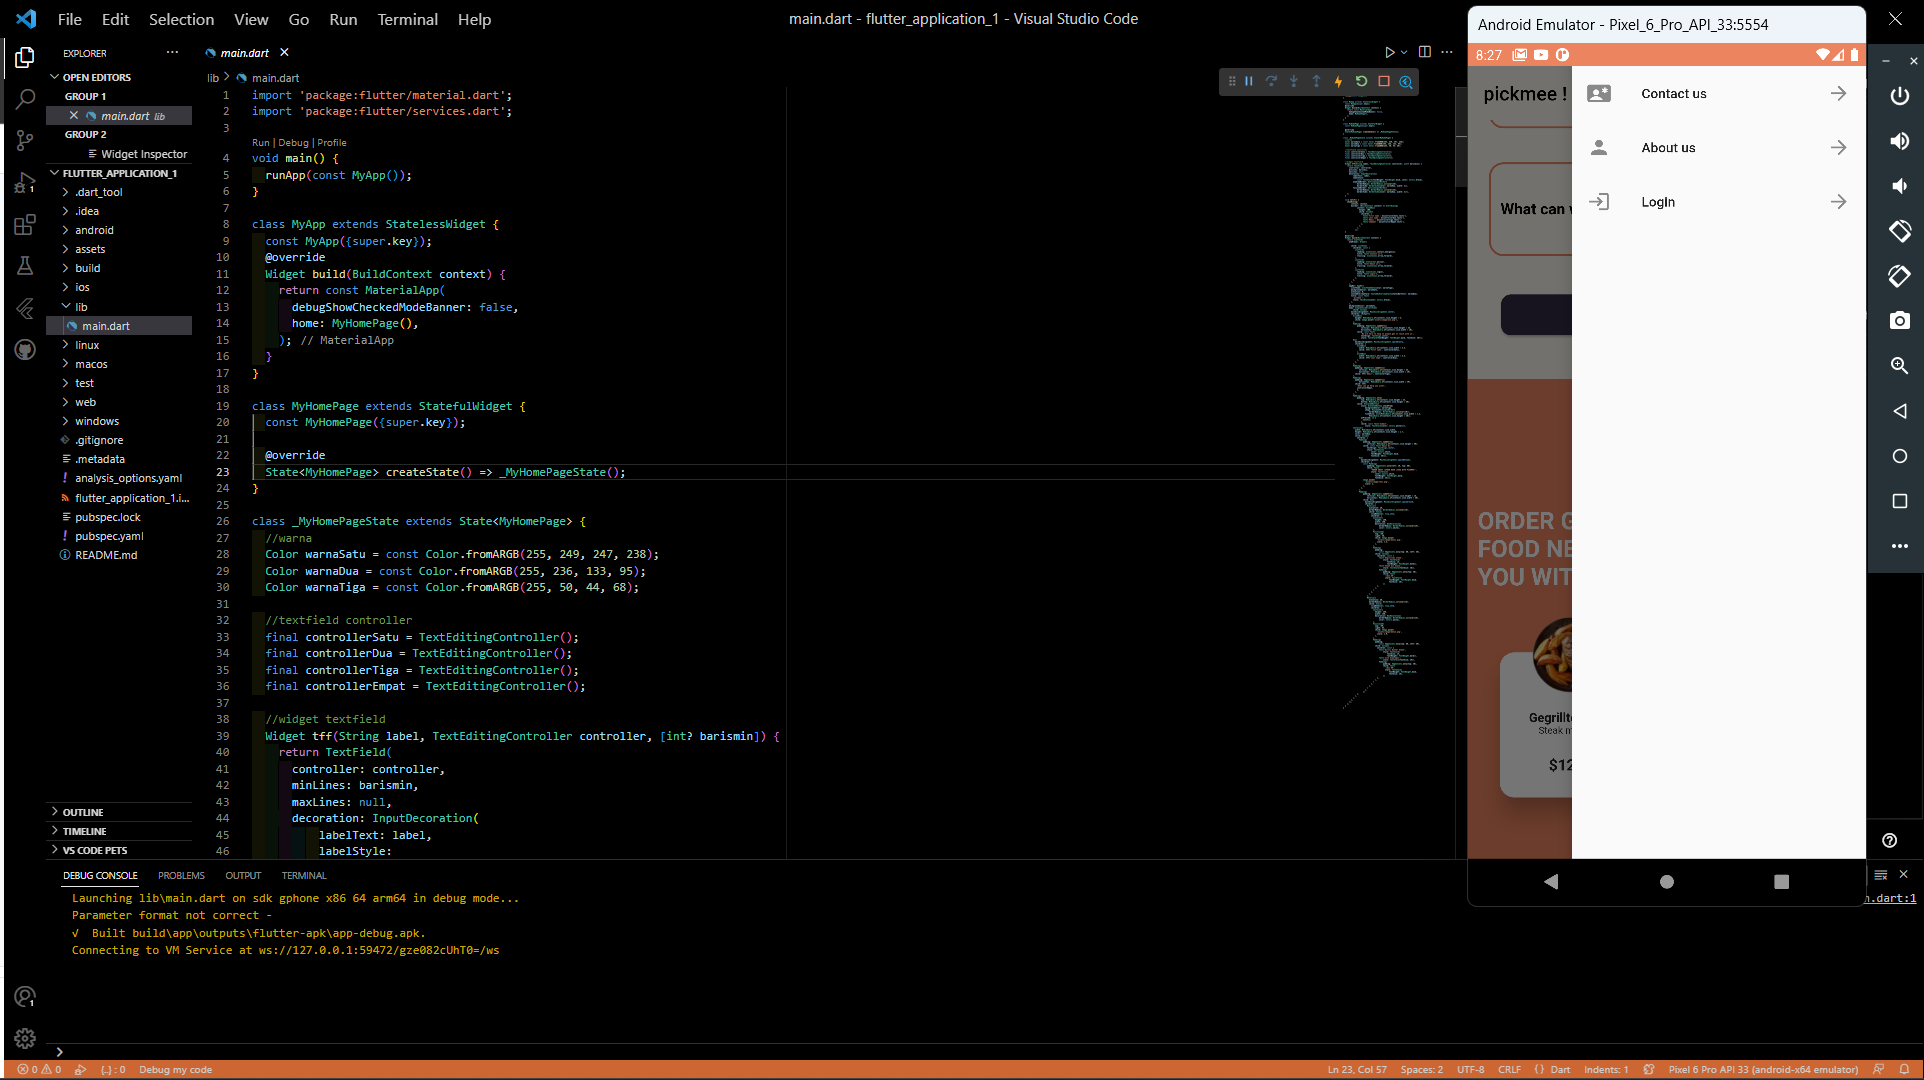 File Edit Selection View Go Run Terminal Help
main.dart - flutter_application_1 - Visual Studio Code
EXPLORER
OPEN EDITORS
GROUP 1
main.dart lib
GROUP 2
Widget Inspector
FLUTTER_APPLICATION_1
.dart_tool
.idea
android
assets
build
ios
lib
main.dart
linux
macos
test
web
windows
.gitignore
.metadata
analysis_options.yaml
flutter_application_1.i...
pubspec.lock
pubspec.yaml
README.md
OUTLINE
TIMELINE
VS CODE PETS
main.dart
lib > main.dart
1 import 'package:flutter/material.dart';
2 import 'package:flutter/services.dart';
3
Run | Debug | Profile
4 void main() {
5 runApp(const MyApp());
6 }
7
8 class MyApp extends StatelessWidget {
9 const MyApp({super.key});
10 @override
11 Widget build(BuildContext context) {
12 return const MaterialApp(
13 debugShowCheckedModeBanner: false,
14 home: MyHomePage(),
15 ); // MaterialApp
16 }
17 }
18
19 class MyHomePage extends StatefulWidget {
20 const MyHomePage({super.key});
21
22 @override
23 State<MyHomePage> createState() => _MyHomePageState();
24 }
25
26 class _MyHomePageState extends State<MyHomePage> {
27 //warna
28 Color warnaSatu = const Color.fromARGB(255, 249, 247, 238);
29 Color warnaDua = const Color.fromARGB(255, 236, 133, 95);
30 Color warnaTiga = const Color.fromARGB(255, 50, 44, 68);
31
32 //textfield controller
33 final controllerSatu = TextEditingController();
34 final controllerDua = TextEditingController();
35 final controllerTiga = TextEditingController();
36 final controllerEmpat = TextEditingController();
37
38 //widget textfield
39 Widget tff(String label, TextEditingController controller, [int? barismin]) {
40 return TextField(
41 controller: controller,
42 minLines: barismin,
43 maxLines: null,
44 decoration: InputDecoration(
45 labelText: label,
46 labelStyle:
DEBUG CONSOLE PROBLEMS OUTPUT TERMINAL
Launching lib\main.dart on sdk gphone x86 64 arm64 in debug mode...
Parameter format not correct -
√ Built build\app\outputs\flutter-apk\app-debug.apk.
Connecting to VM Service at ws://127.0.0.1:59472/gze082cUhT0=/ws
n.dart:1
Android Emulator - Pixel_6_Pro_API_33:5554
8:27
pickmee !
Contact us
About us
LogIn
What can
ORDER G
FOOD NE
YOU WIT
Gegrillt
Steak
$12
1
1
0 0 {..} : 0 Debug my code
Ln 23, Col 57 Spaces: 2 UTF-8 CRLF {} Dart Indents: 1 Pixel 6 Pro API 33 (android-x64 emulator)